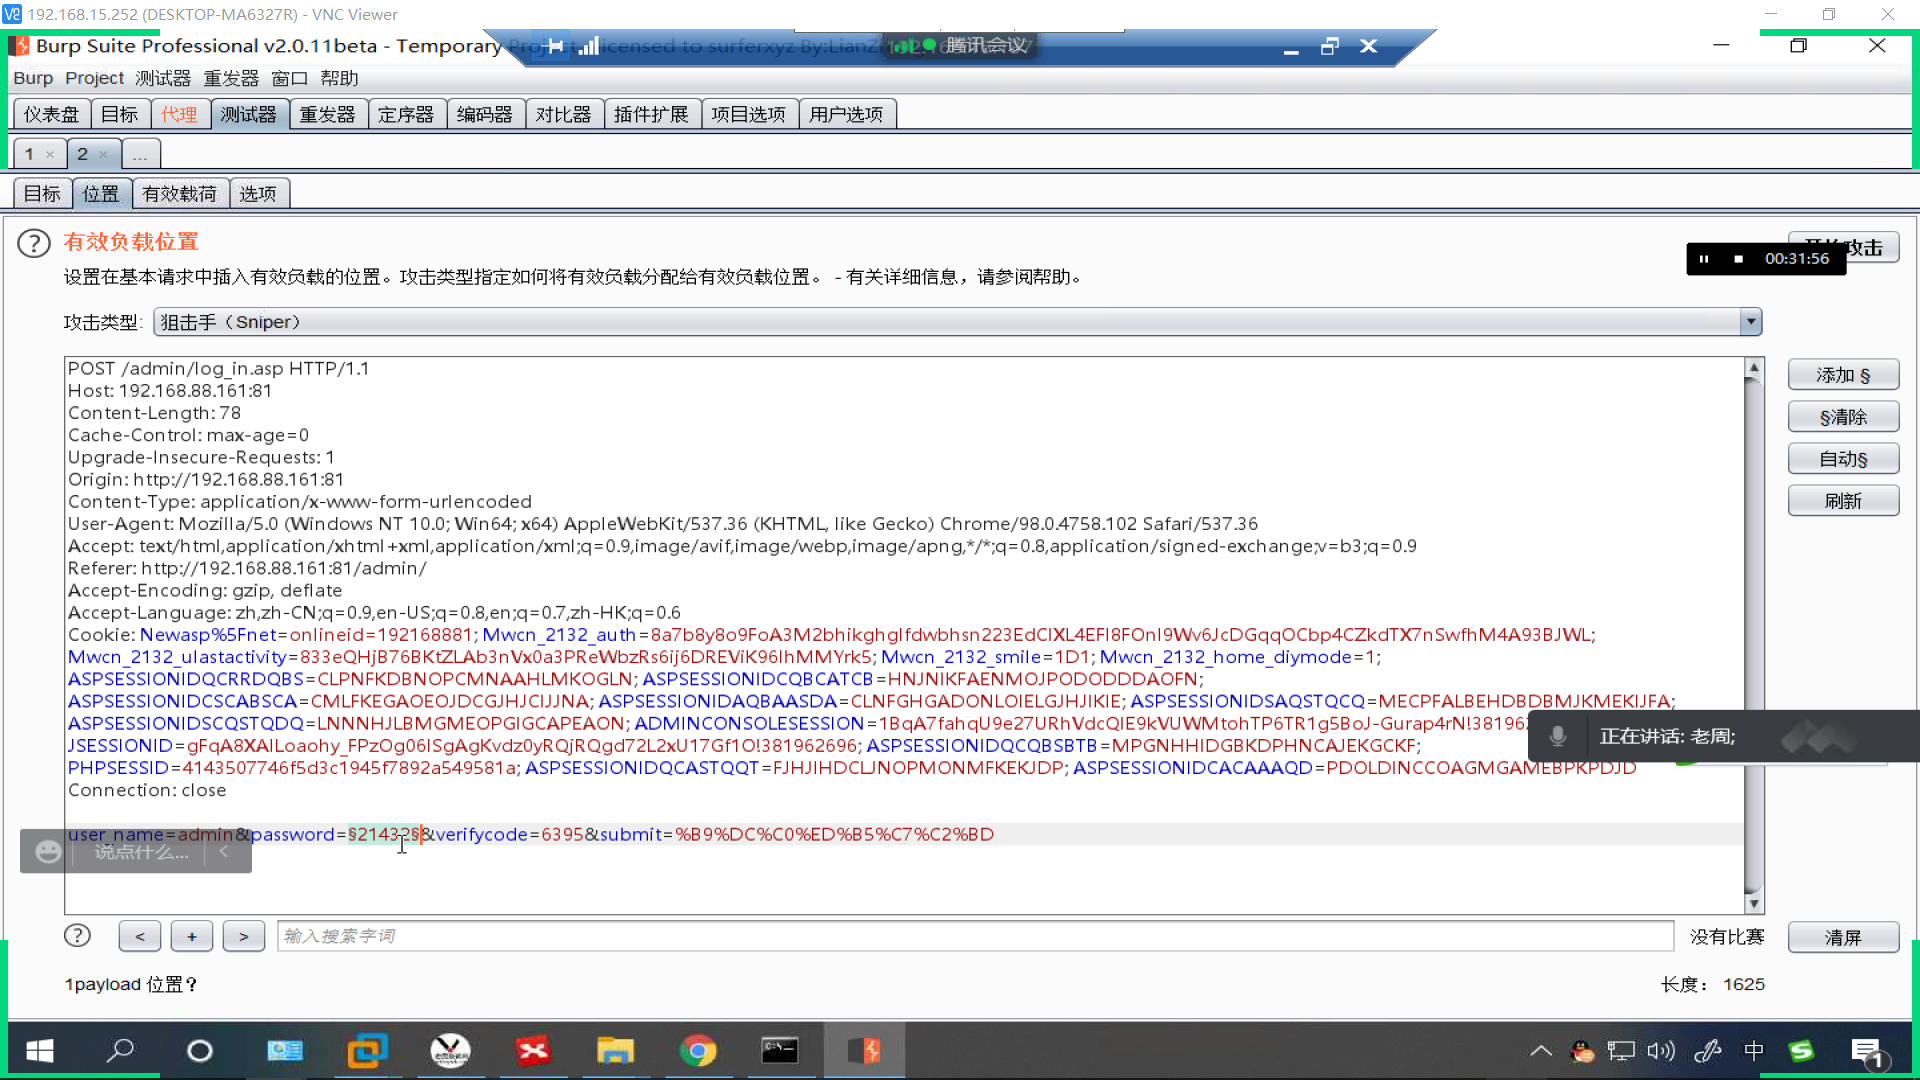 192.168.15.252 (DESKTOP-MA6327R) - VNC Viewer
Burp Suite Professional v2.0.11beta - Temporary Project - licensed to surferxyz By:LianZ
腾讯会议
Burp Project 测试器 重发器 窗口 帮助
仪表盘 目标 代理 测试器 重发器 定序器 编码器 对比器 插件扩展 项目选项 用户选项
1 × 2 × ...
目标 位置 有效载荷 选项
? 有效负载位置
攻击
00:31:56
设置在基本请求中插入有效负载的位置。攻击类型指定如何将有效负载分配给有效负载位置。 - 有关详细信息，请参阅帮助。
攻击类型: 狙击手（Sniper）
POST /admin/log_in.asp HTTP/1.1
Host: 192.168.88.161:81
Content-Length: 78
Cache-Control: max-age=0
Upgrade-Insecure-Requests: 1
Origin: http://192.168.88.161:81
Content-Type: application/x-www-form-urlencoded
User-Agent: Mozilla/5.0 (Windows NT 10.0; Win64; x64) AppleWebKit/537.36 (KHTML, like Gecko) Chrome/98.0.4758.102 Safari/537.36
Accept: text/html,application/xhtml+xml,application/xml;q=0.9,image/avif,image/webp,image/apng,*/*;q=0.8,application/signed-exchange;v=b3;q=0.9
Referer: http://192.168.88.161:81/admin/
Accept-Encoding: gzip, deflate
Accept-Language: zh,zh-CN;q=0.9,en-US;q=0.8,en;q=0.7,zh-HK;q=0.6
Cookie: Newasp%5Fnet=onlineid=192168881; Mwcn_2132_auth=8a7b8y8o9FoA3M2bhikghglfdwbhsn223EdClXL4EFI8FOnI9Wv6JcDGqqOCbp4CZkdTX7nSwfhM4A93BJWL;
Mwcn_2132_ulastactivity=833eQHjB76BKtZLAb3nVx0a3PReWbzRs6ij6DREViK96IhMMYrk5; Mwcn_2132_smile=1D1; Mwcn_2132_home_diymode=1;
ASPSESSIONIDQCRRDQBS=CLPNFKDBNOPCMNAAHLMKOGLN; ASPSESSIONIDCQBCATCB=HNJNIKFAENMOJPODODDDAOFN;
ASPSESSIONIDCSCABSCA=CMLFKEGAOEOJDCGJHJCIJJNA; ASPSESSIONIDAQBAASDA=CLNFGHGADONLOIELGJHJIKIE; ASPSESSIONIDSAQSTQCQ=MECPFALBEHDBDBMJKMEKIJFA;
ASPSESSIONIDSCQSTQDQ=LNNNHJLBMGMEOPGIGCAPEAON; ADMINCONSOLESESSION=1BqA7fahqU9e27URhVdcQIE9kVUWMtohTP6TR1g5BoJ-Gurap4rN!38196
JSESSIONID=gFqA8XAILoaohy_FPzOg06ISgAgKvdz0yRQjRQgd72L2xU17Gf1O!381962696; ASPSESSIONIDQCQBSBTB=MPGNHHIDGBKDPHNCAJEKGCKF;
PHPSESSID=4143507746f5d3c1945f7892a549581a; ASPSESSIONIDQCASTQQT=FJHJIHDCLJNOPMONMFKEKJDP; ASPSESSIONIDCACAAAQD=PDOLDINCCOAGMGAMEBPKPDJD
Connection: close
user_name=admin&password=§21432§&verifycode=6395&submit=%B9%DC%C0%ED%B5%C7%C2%BD
添加 §
§清除
自动§
刷新
正在讲话: 老周;
说点什么...
? < + > 输入搜索字词 没有比赛 清屏
1payload 位置？
长度： 1625
中
1